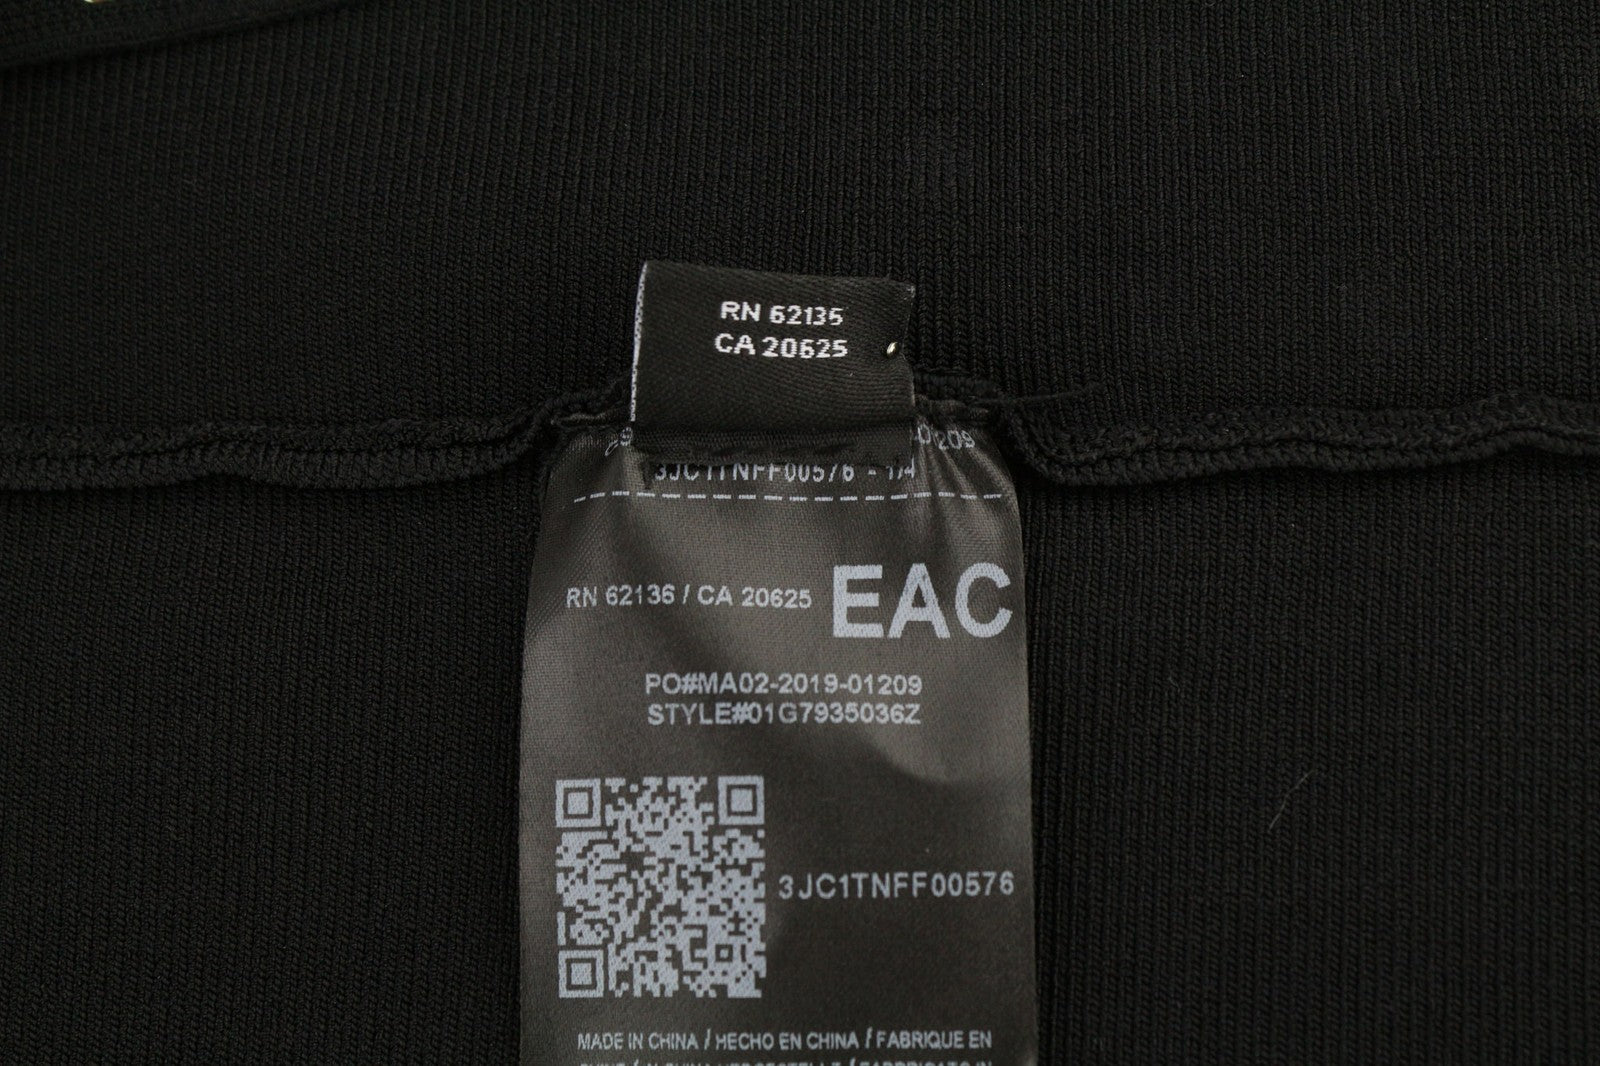 RN 62135
CA 20625
3JC1TNFF00576 - 1/4
RN 62136 / CA 20625
EAC
PO#MA02-2019-01209
STYLE#01G7935036Z
3JC1TNFF00576
MADE IN CHINA / HECHO EN CHINA / FABRIQUE EN